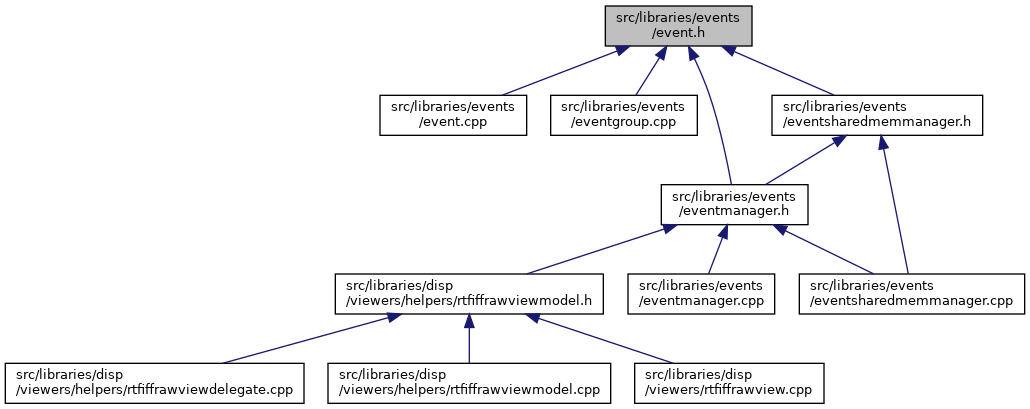 src/libraries/events
/event.h
src/libraries/events
/event.cpp
src/libraries/events
/eventgroup.cpp
src/libraries/events
/eventsharedmemmanager.h
src/libraries/events
/eventmanager.h
src/libraries/disp
/viewers/helpers/rtfiffrawviewmodel.h
src/libraries/events
/eventmanager.cpp
src/libraries/events
/eventsharedmemmanager.cpp
src/libraries/disp
/viewers/helpers/rtfiffrawviewdelegate.cpp
src/libraries/disp
/viewers/helpers/rtfiffrawviewmodel.cpp
src/libraries/disp
/viewers/rtfiffrawview.cpp